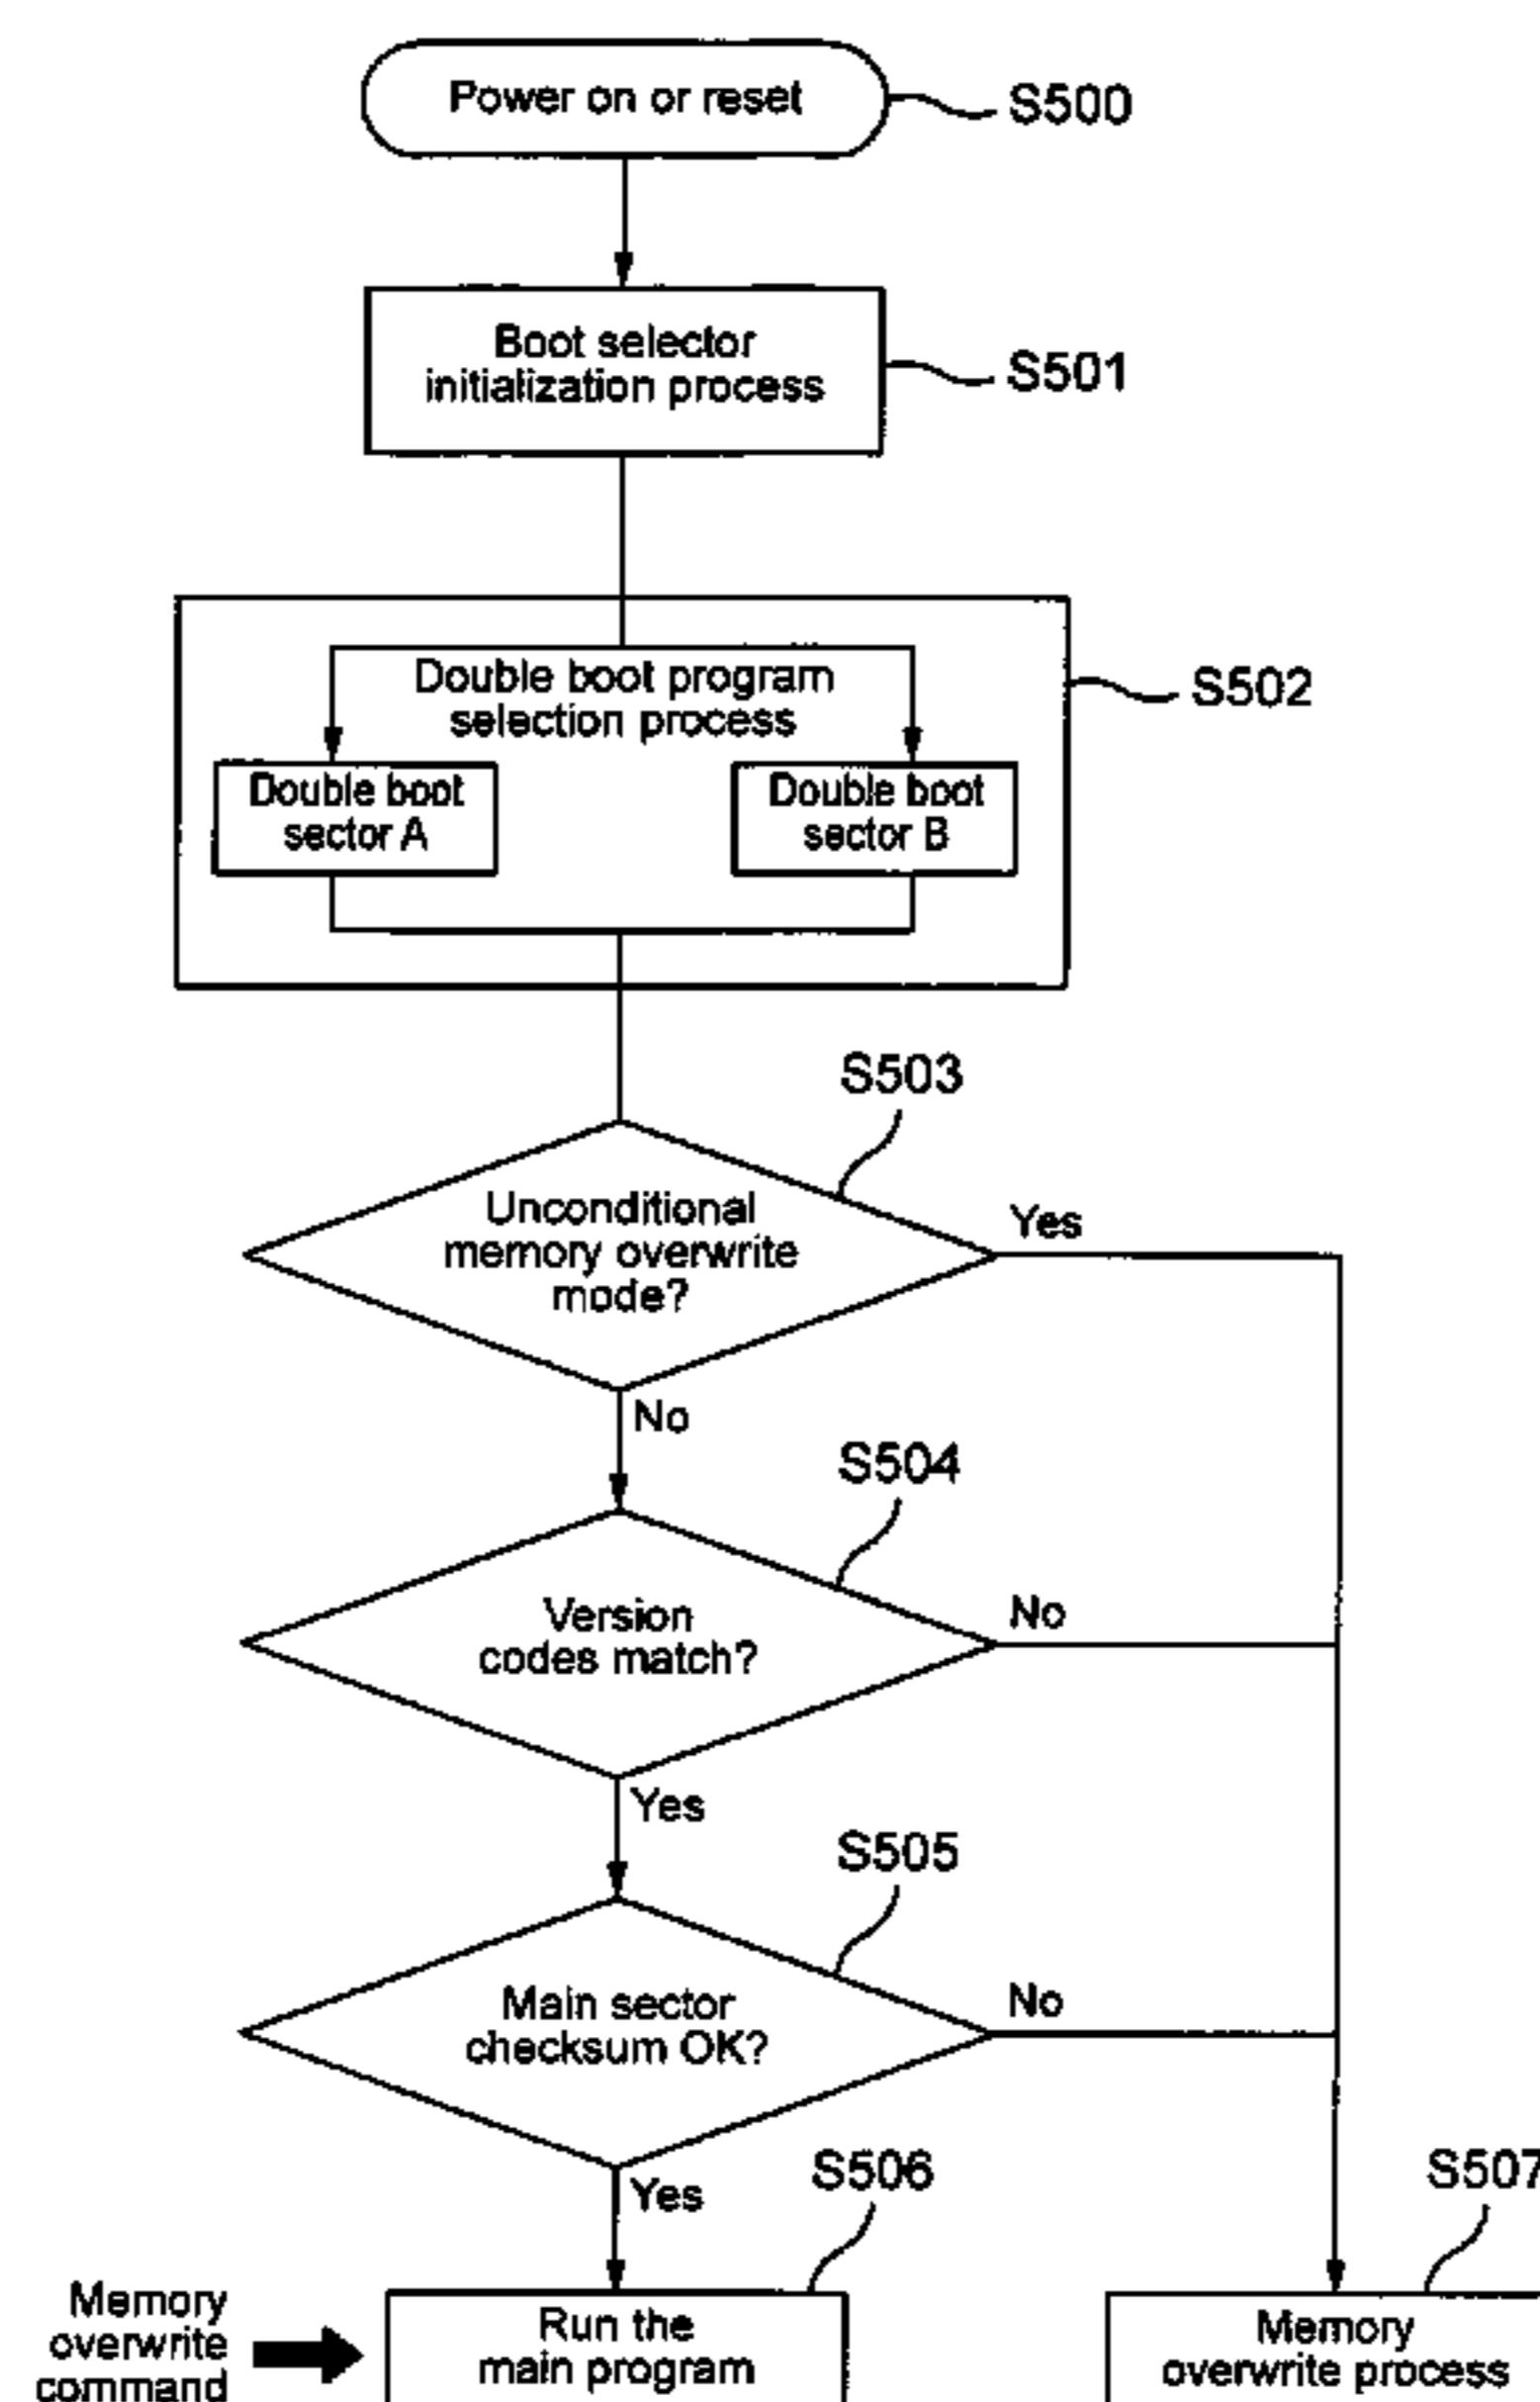 Power on or reset
S500
Boot selector
initialization process
S501
Double boot program
selection process
S502
Double boot
sector A
Double boot
sector B
S503
Unconditional
memory overwrite
mode?
Yes
No
S504
Version
codes match?
No
Yes
S505
Main sector
checksum OK?
No
Yes
S506
S507
Memory
overwrite
command
Run the
main program
Memory
overwrite process